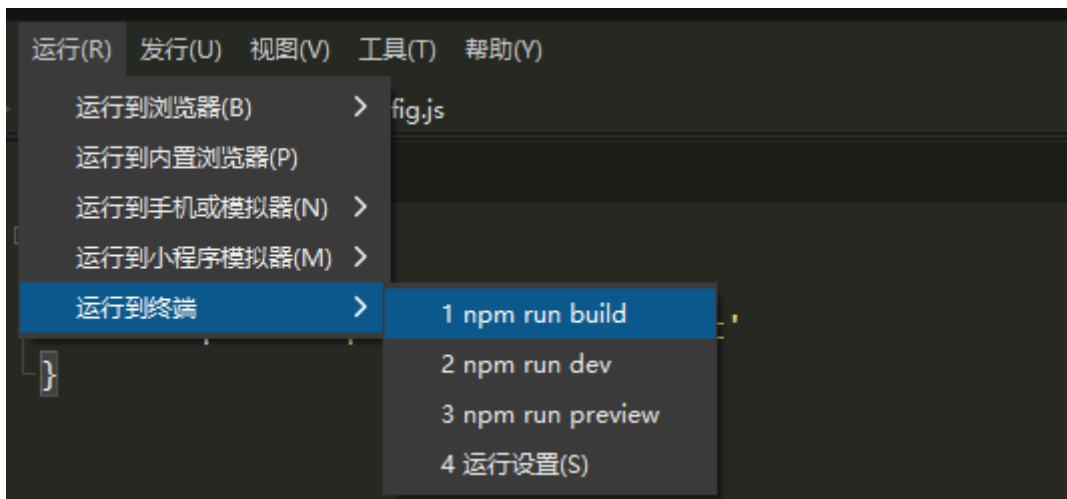 运行(R) 发行(U) 视图(V) 工具(T) 帮助(Y)
运行到浏览器(B)
fig.js
运行到内置浏览器(P)
运行到手机或模拟器(N)
运行到小程序模拟器(M)
运行到终端
1 npm run build
'
2 npm run dev
}
3 npm run preview
4 运行设置(S)